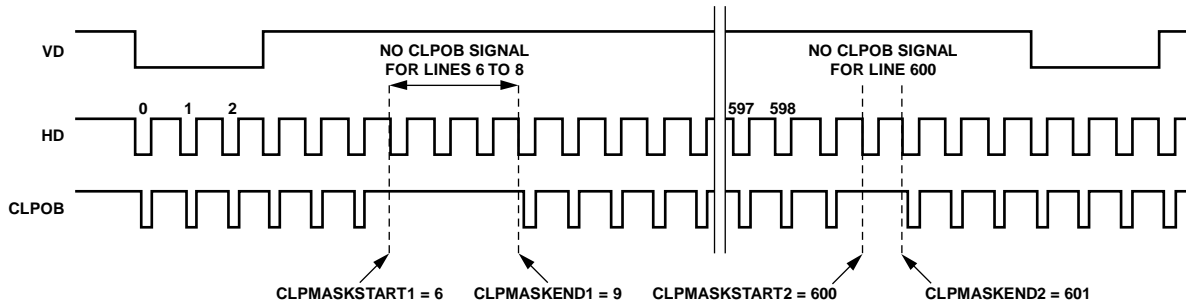 VD
NO CLPOB SIGNAL
FOR LINES 6 TO 8
NO CLPOB SIGNAL
FOR LINE 600
HD
0 1 2 597 598
CLPOB
CLPMASKSTART1 = 6 CLPMASKEND1 = 9 CLPMASKSTART2 = 600 CLPMASKEND2 = 601